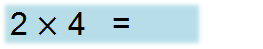 2 × 4 =